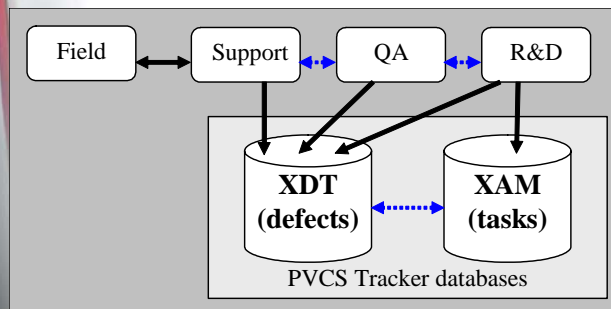 Field
Support
QA
R&D
XDT
(defects)
XAM
(tasks)
PVCS Tracker databases